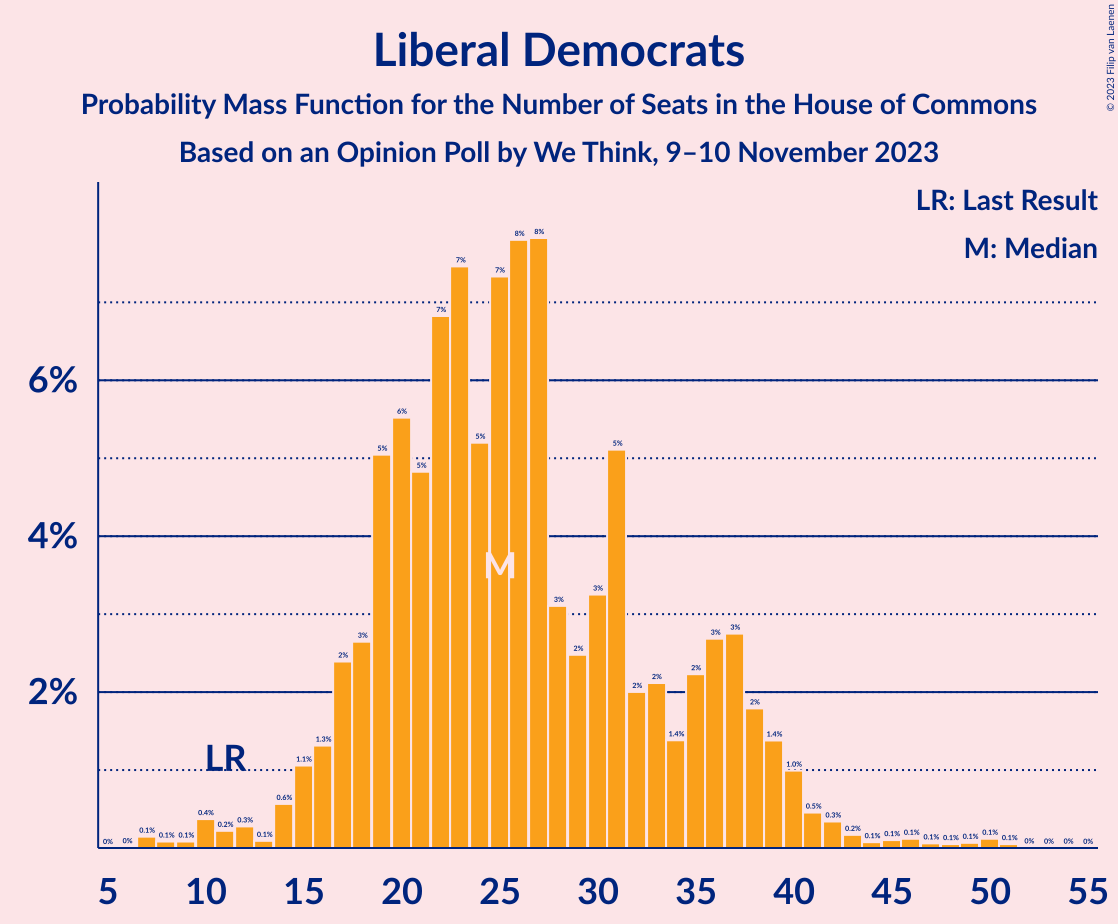 © 2023 Filip van Laenen
Liberal Democrats
Probability Mass Function for the Number of Seats in the House of Commons
Based on an Opinion Poll by We Think, 9–10 November 2023
LR: Last Result
M: Median
6%
4%
2%
0% 0% 0.1% 0.1% 0.1% 0.4% 0.2% 0.3% 0.1% 0.6% 1.1% 1.3% 2% 3% 5% 6% 5% 7% 7% 5% 7% 8% 8% 3% 2% 3% 5% 2% 2% 1.4% 2% 3% 3% 2% 1.4% 1.0% 0.5% 0.3% 0.2% 0.1% 0.1% 0.1% 0.1% 0.1% 0.1% 0.1% 0.1% 0% 0% 0% 0%
M
LR
5 10 15 20 25 30 35 40 45 50 55